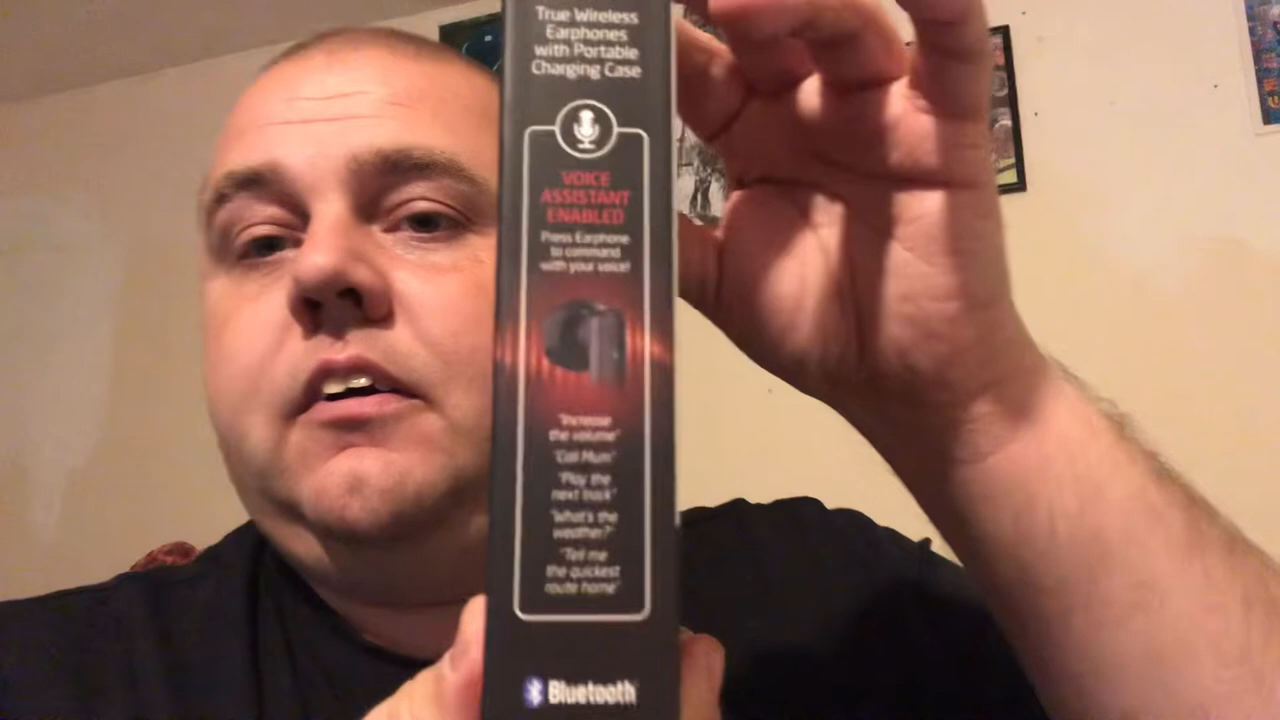 True Wireless
Earphones
with Portable
Charging Case
VOICE
ASSISTANT
ENABLED
Press Earphone
to command
with your voice!
"Increase
the volume"
"Call Mum"
"Play the
next track"
"What's the
weather?"
"Tell me
the quickest
route home"
Bluetooth